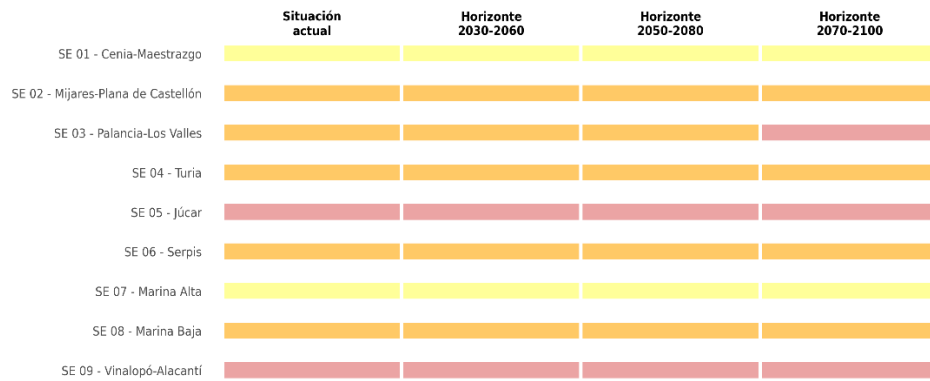 Situación
actual
Horizonte
2030-2060
Horizonte
2050-2080
Horizonte
2070-2100
SE 01 - Cenia-Maestrazgo
SE 02 - Mijares-Plana de Castellón
SE 03 - Palancia-Los Valles
SE 04 - Turia
SE 05 - Júcar
SE 06 - Serpis
SE 07 - Marina Alta
SE 08 - Marina Baja
SE 09 - Vinalopó-Alacantí